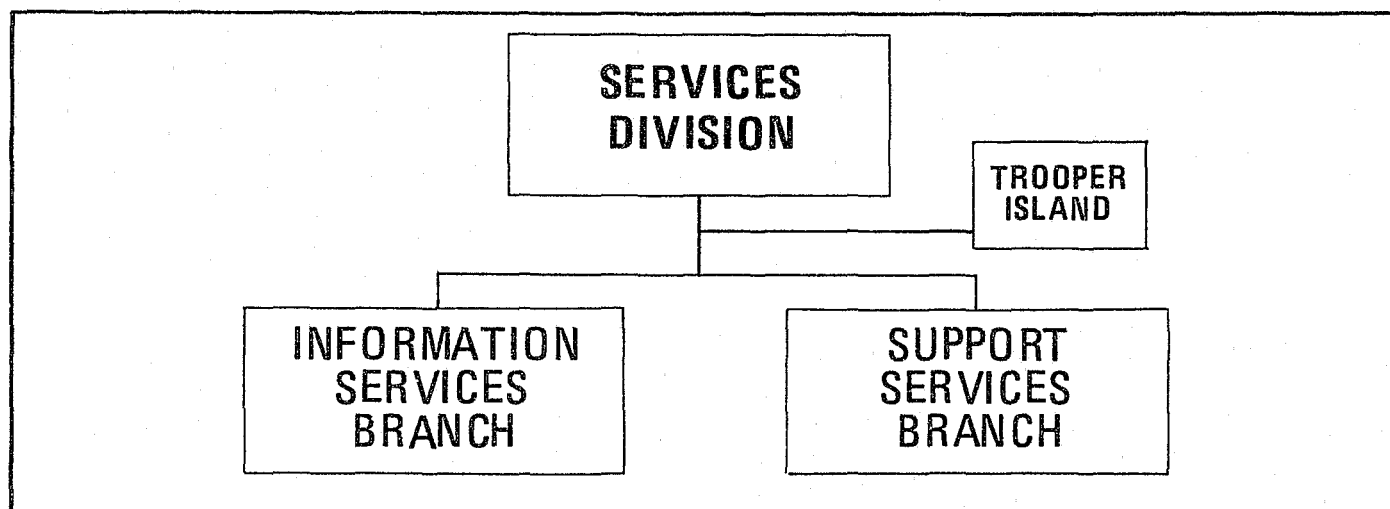 SERVICES
DIVISION
TROOPER
ISLAND
INFORMATION
SERVICES
BRANCH
SUPPORT
SERVICES
BRANCH